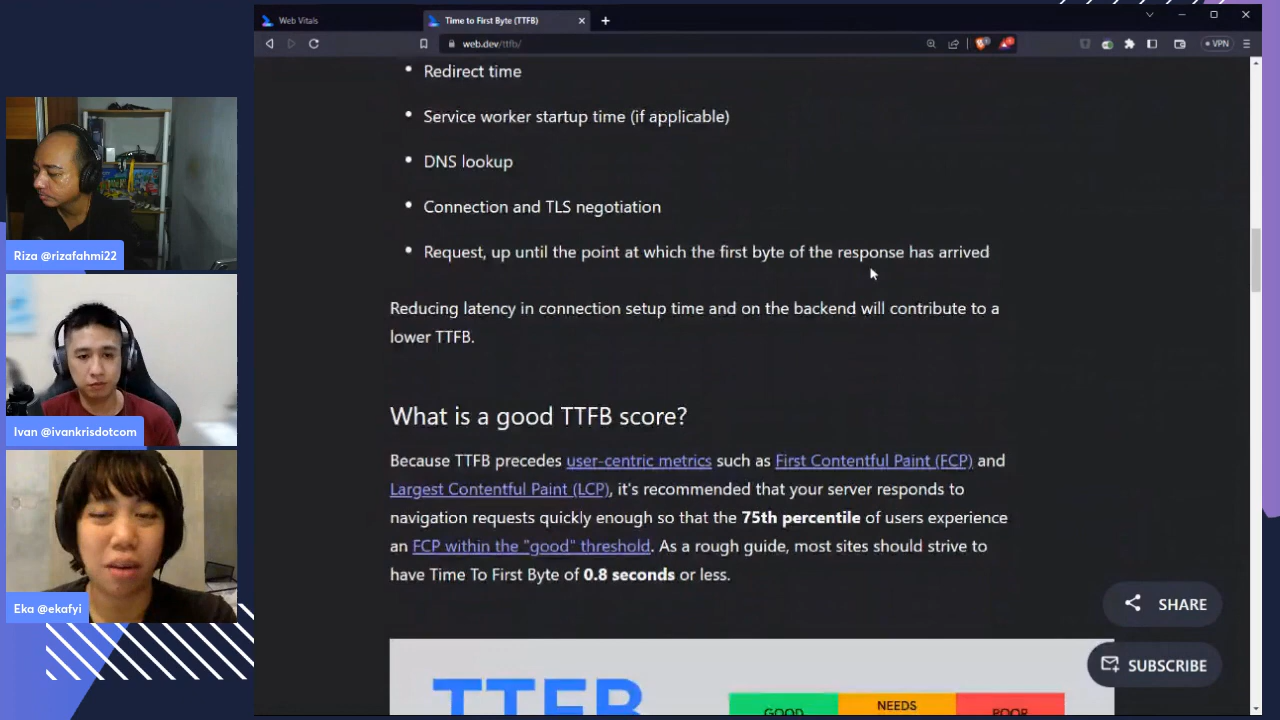 Web Vitals
Time to First Byte (TTFB)
web.dev/ttfb/
VPN
Redirect time
Service worker startup time (if applicable)
DNS lookup
Connection and TLS negotiation
Request, up until the point at which the first byte of the response has arrived
Reducing latency in connection setup time and on the backend will contribute to a
lower TTFB.
What is a good TTFB score?
Because TTFB precedes user-centric metrics such as First Contentful Paint (FCP) and
Largest Contentful Paint (LCP), it's recommended that your server responds to
navigation requests quickly enough so that the 75th percentile of users experience
an FCP within the "good" threshold. As a rough guide, most sites should strive to
have Time To First Byte of 0.8 seconds or less.
SHARE
SUBSCRIBE
TTFB
GOOD
NEEDS
POOR
Riza @rizafahmi22
Ivan @ivankrisdotcom
Eka @ekafyi